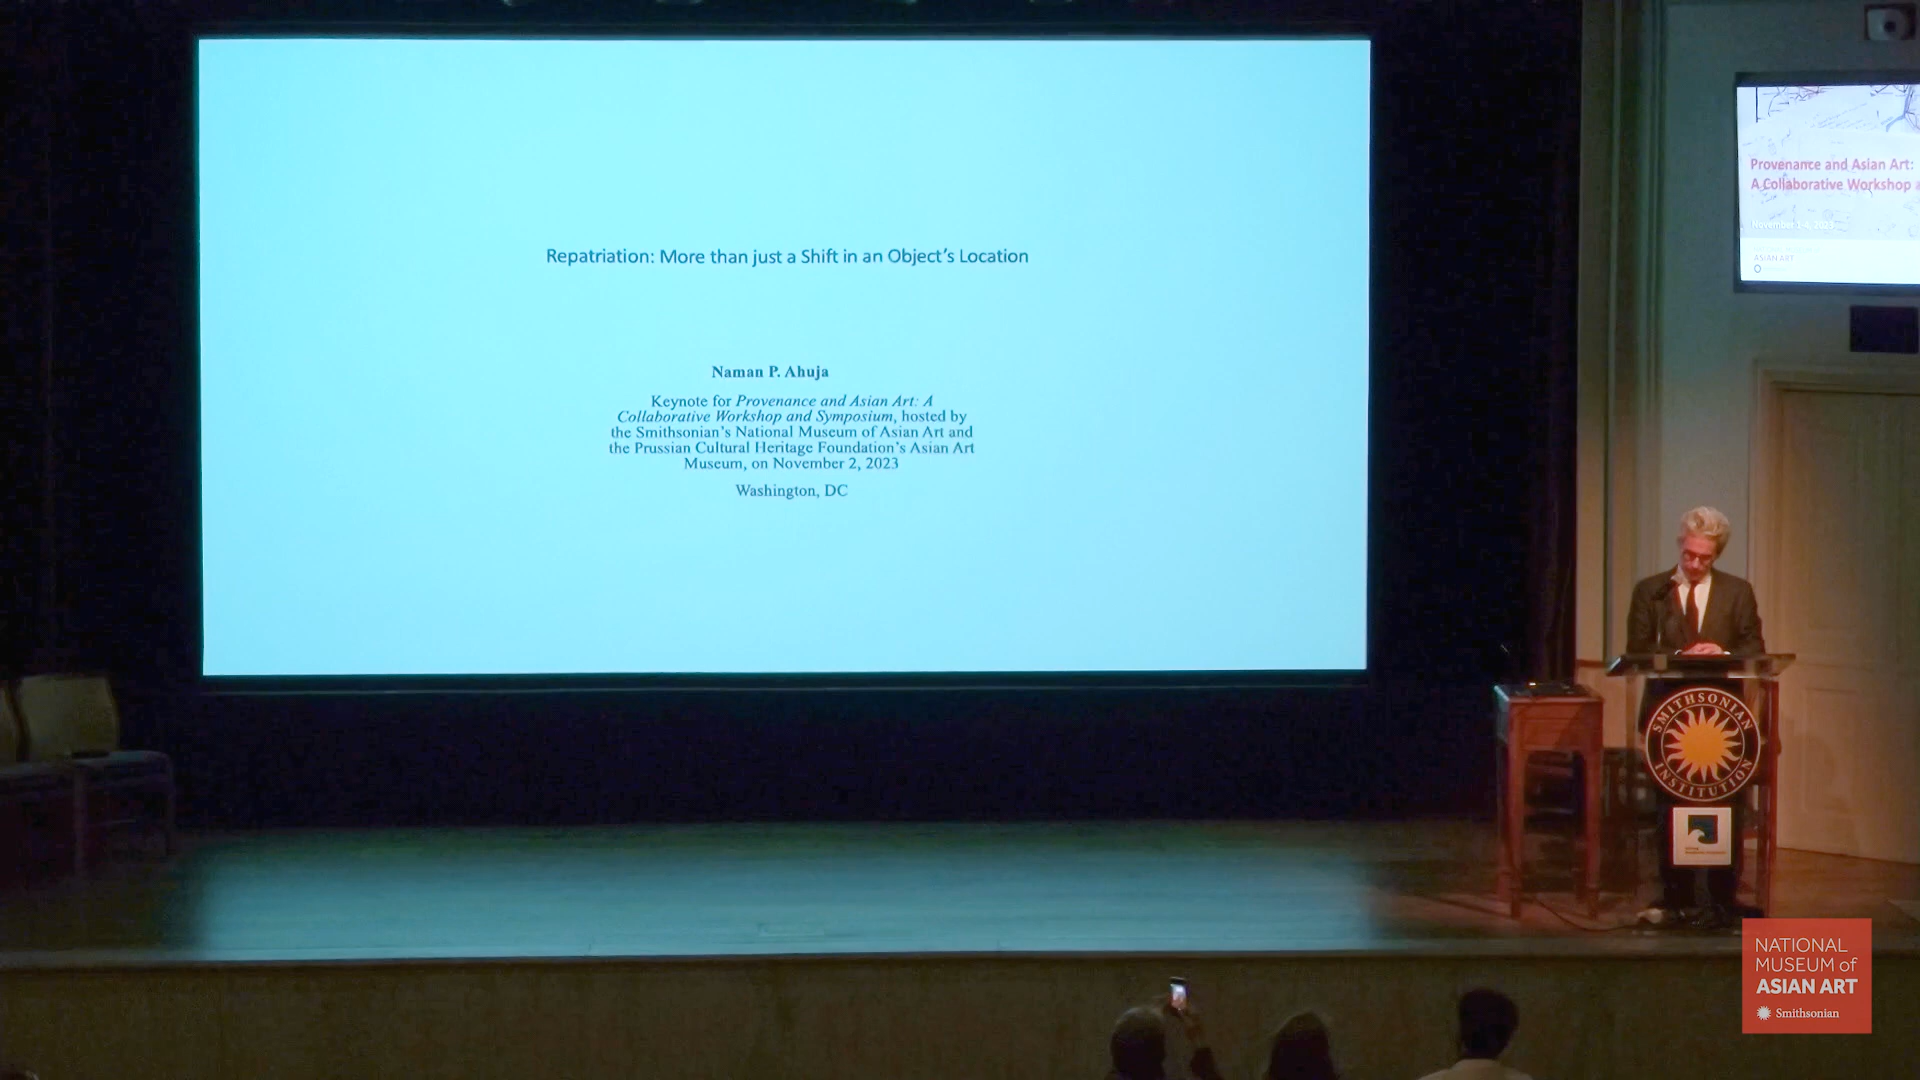 Repatriation: More than just a Shift in an Object's Location
Naman P. Ahuja
Keynote for Provenance and Asian Art: A
Collaborative Workshop and Symposium, hosted by
the Smithsonian's National Museum of Asian Art and
the Prussian Cultural Heritage Foundation's Asian Art
Museum, on November 2, 2023
Washington, DC
Provenance and Asian Art:
A Collaborative Workshop
ASIAN ART
SMITHSONIAN
INSTITUTION
NATIONAL
MUSEUM of
ASIAN ART
Smithsonian